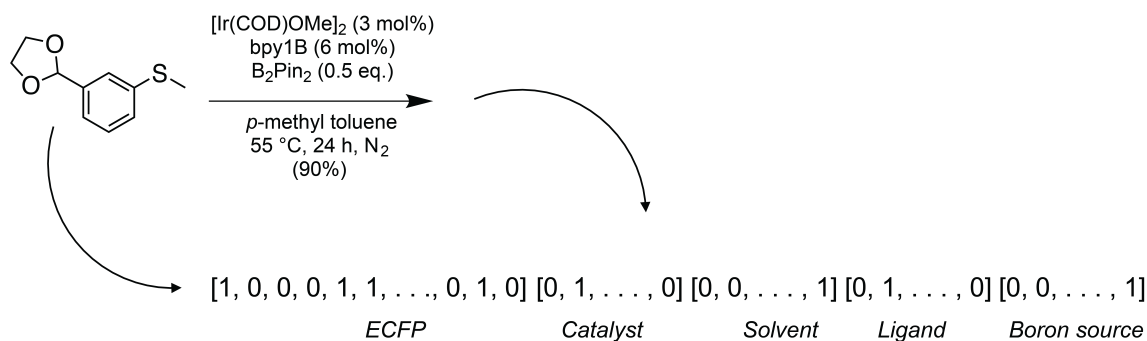 [Ir(COD)OMe]₂ (3 mol%)
bpy1B (6 mol%)
B₂Pin₂ (0.5 eq.)
O
O
S
p-methyl toluene
55 °C, 24 h, N₂
(90%)
[1, 0, 0, 0, 1, 1, . . ., 0, 1, 0] [0, 1, . . . , 0] [0, 0, . . . , 1] [0, 1, . . . , 0] [0, 0, . . . , 1]
ECFP Catalyst Solvent Ligand Boron source